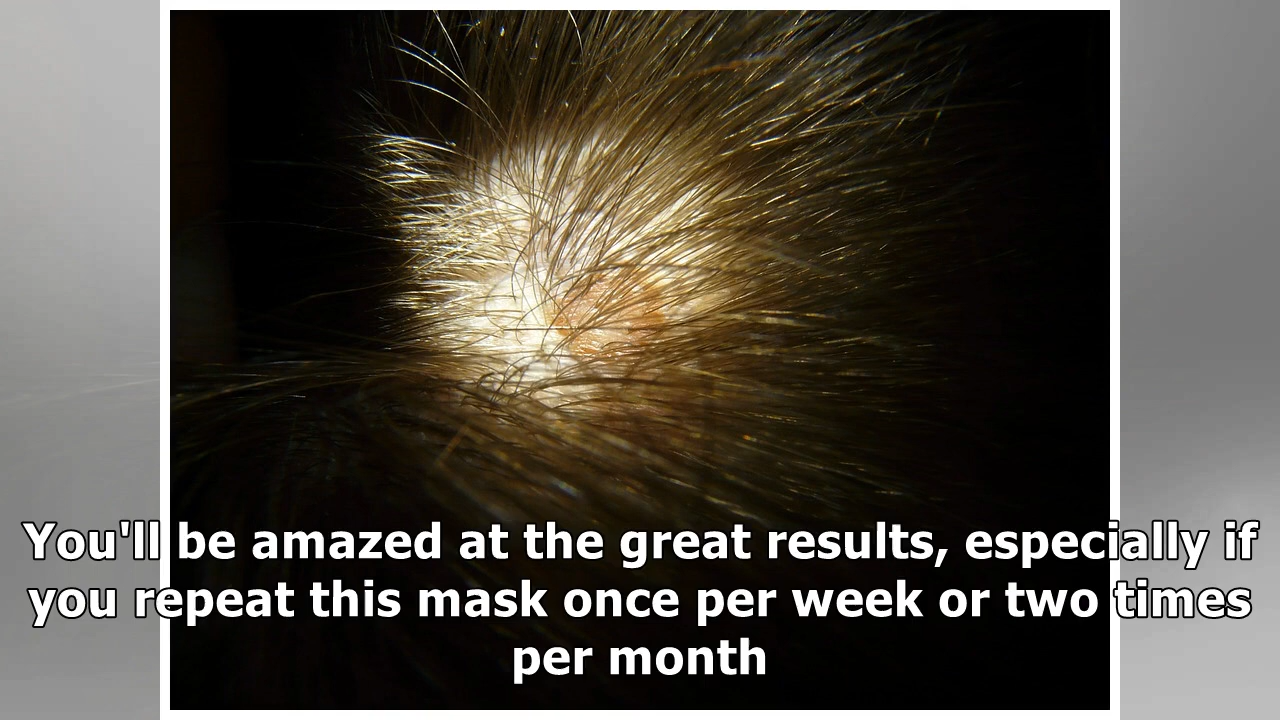 You'll be amazed at the great results, especially if
you repeat this mask once per week or two times
per month